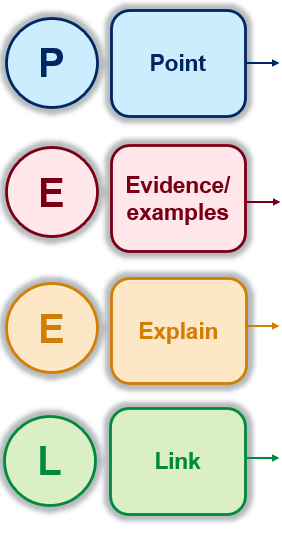 P Point
E Evidence/
examples
E Explain
L Link